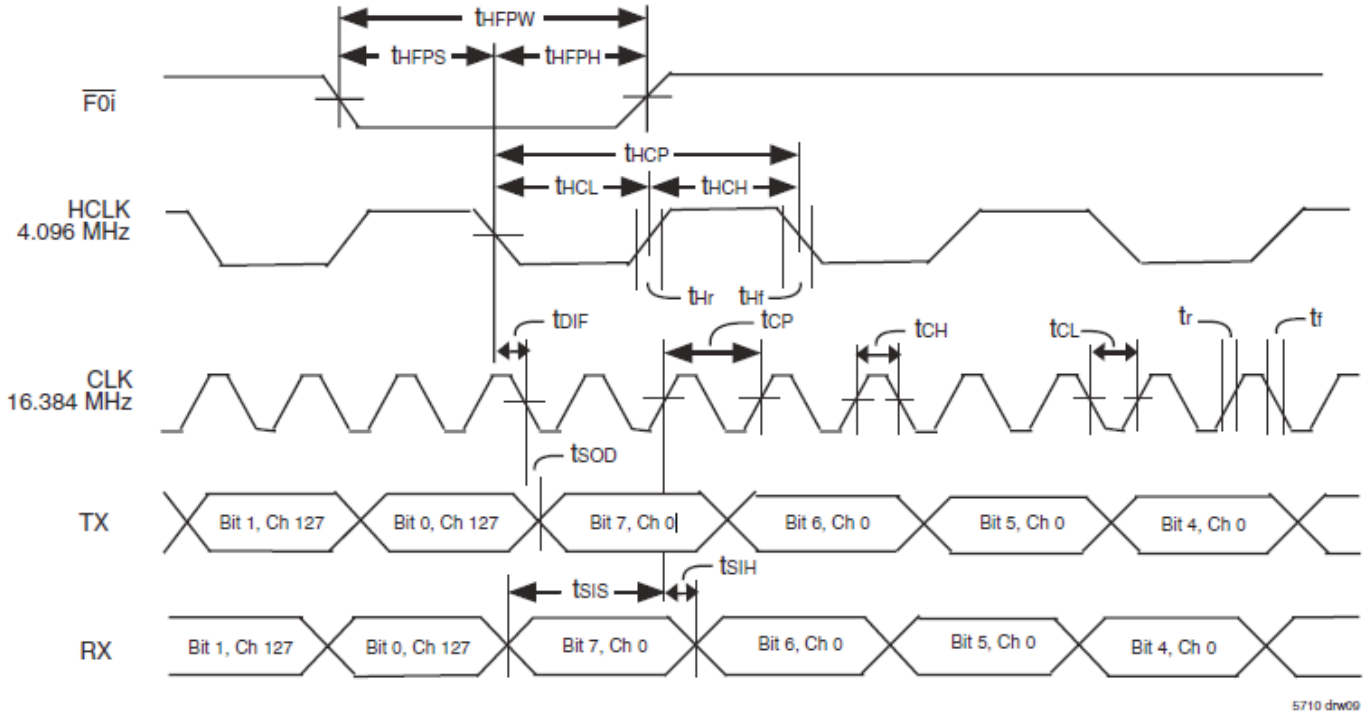 tHFPW
tHFPS
tHFPH
F0i
tHCP
tHCL
tHCH
HCLK
4.096 MHz
tHr
tHf
tDIF
tCP
tCH
tCL
tr
tf
CLK
16.384 MHz
tSOD
TX
Bit 1, Ch 127
Bit 0, Ch 127
Bit 7, Ch 0
Bit 6, Ch 0
Bit 5, Ch 0
Bit 4, Ch 0
tSIS
tSIH
RX
Bit 1, Ch 127
Bit 0, Ch 127
Bit 7, Ch 0
Bit 6, Ch 0
Bit 5, Ch 0
Bit 4, Ch 0
5710 drw09